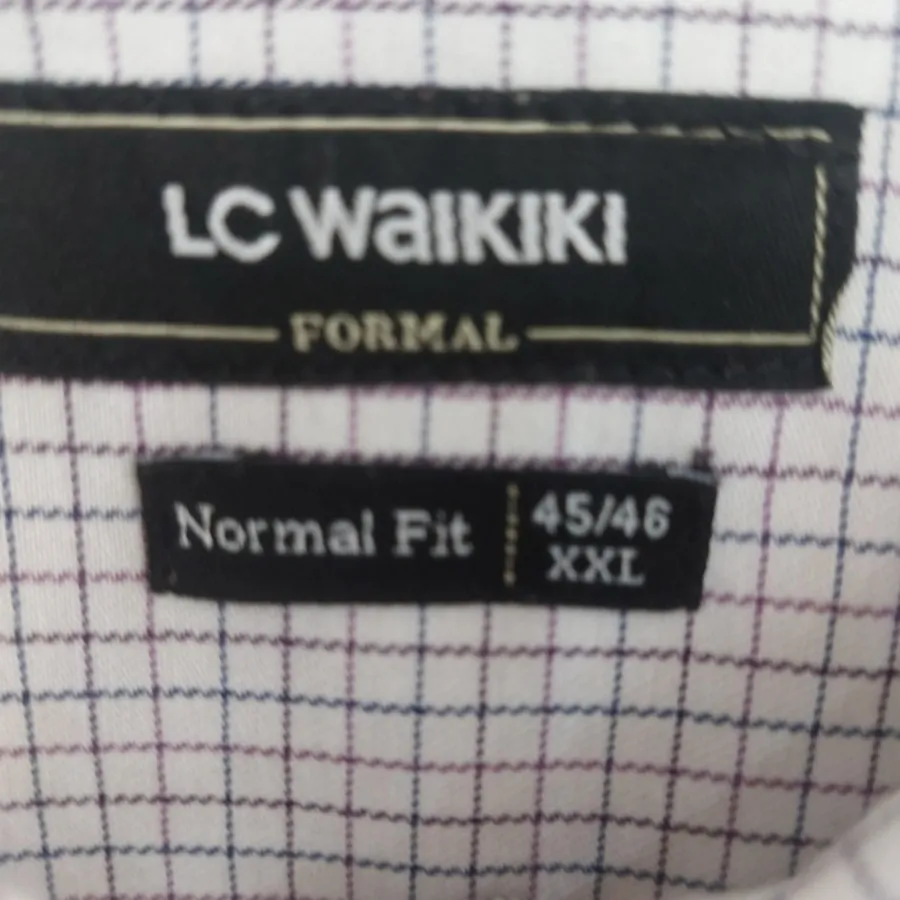 LC WAIKIKI
FORMAL
Normal Fit
45/46
XXL